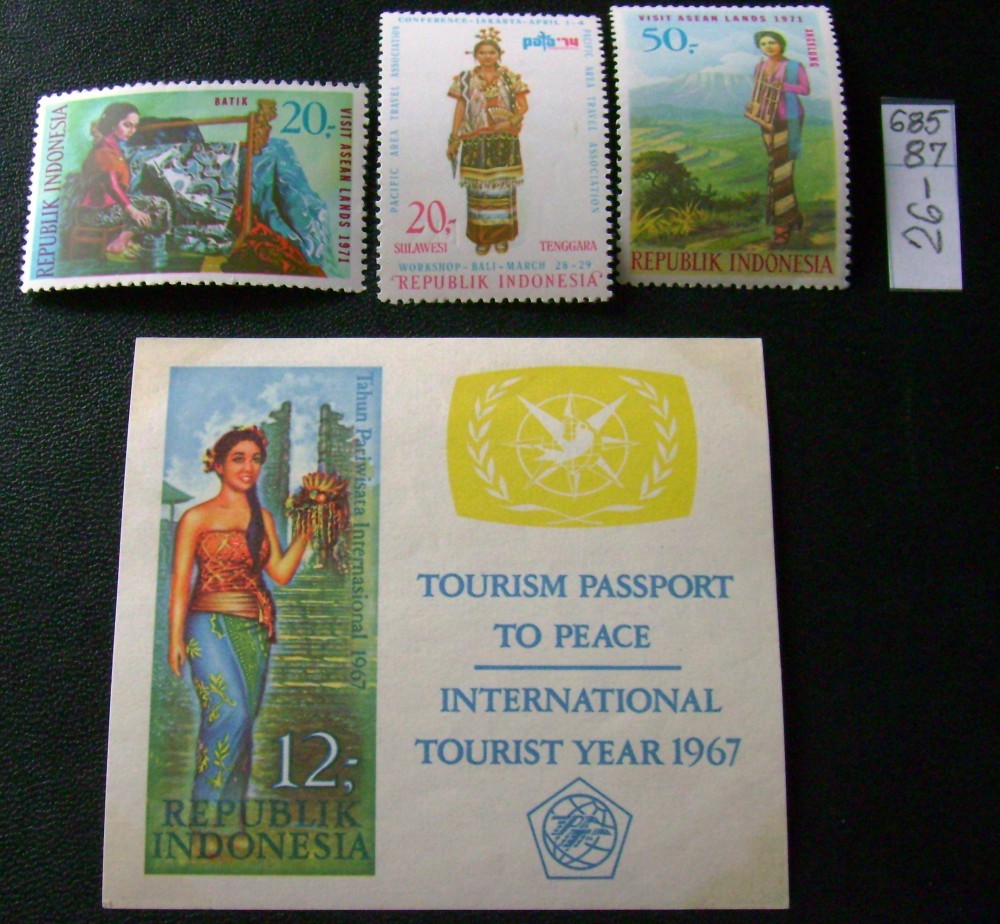 REPUBLIK INDONESIA
BATIK
20,-
VISIT ASEAN LANDS 1971
CONFERENCE-JAKARTA-APRIL 1-4
PACIFIC AREA TRAVEL ASSOCIATION
pata '74
PACIFIC AREA TRAVEL ASSOCIATION
20,-
SULAWESI TENGGARA
WORKSHOP-BALI-MARCH 28-29
REPUBLIK INDONESIA
VISIT ASEAN LANDS 1971
50,-
ANGKLUNG
REPUBLIK INDONESIA
685
87
26-
Tahun Pariwisata Internasional 1967
12,-
REPUBLIK
INDONESIA
TOURISM PASSPORT
TO PEACE
INTERNATIONAL
TOURIST YEAR 1967